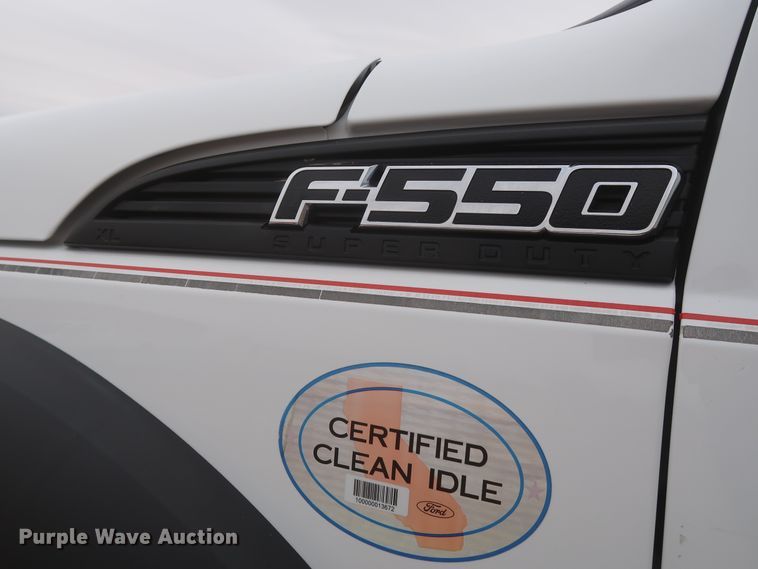 F-550
XL SUPER DUTY
CERTIFIED
CLEAN IDLE
100000013672
Ford
Purple Wave Auction